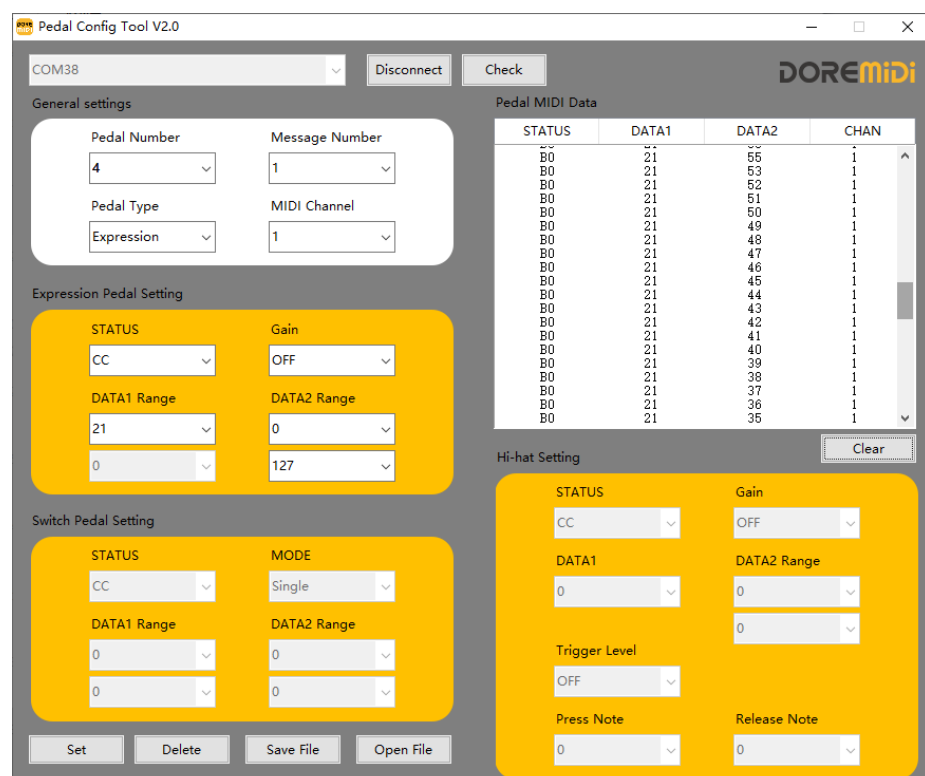 Pedal Config Tool V2.0
COM38 Disconnect Check DOREMiDi
General settings
Pedal Number Message Number
4 1
Pedal Type MIDI Channel
Expression 1
Expression Pedal Setting
STATUS Gain
CC OFF
DATA1 Range DATA2 Range
21 0
0 127
Switch Pedal Setting
STATUS MODE
CC Single
DATA1 Range DATA2 Range
0 0
0 0
Set Delete Save File Open File
Pedal MIDI Data
STATUS DATA1 DATA2 CHAN
B0 21 55 1
B0 21 53 1
B0 21 52 1
B0 21 51 1
B0 21 50 1
B0 21 49 1
B0 21 48 1
B0 21 47 1
B0 21 46 1
B0 21 45 1
B0 21 44 1
B0 21 43 1
B0 21 42 1
B0 21 41 1
B0 21 40 1
B0 21 39 1
B0 21 38 1
B0 21 37 1
B0 21 36 1
B0 21 35 1
Clear
Hi-hat Setting
STATUS Gain
CC OFF
DATA1 DATA2 Range
0 0
0
Trigger Level
OFF
Press Note Release Note
0 0